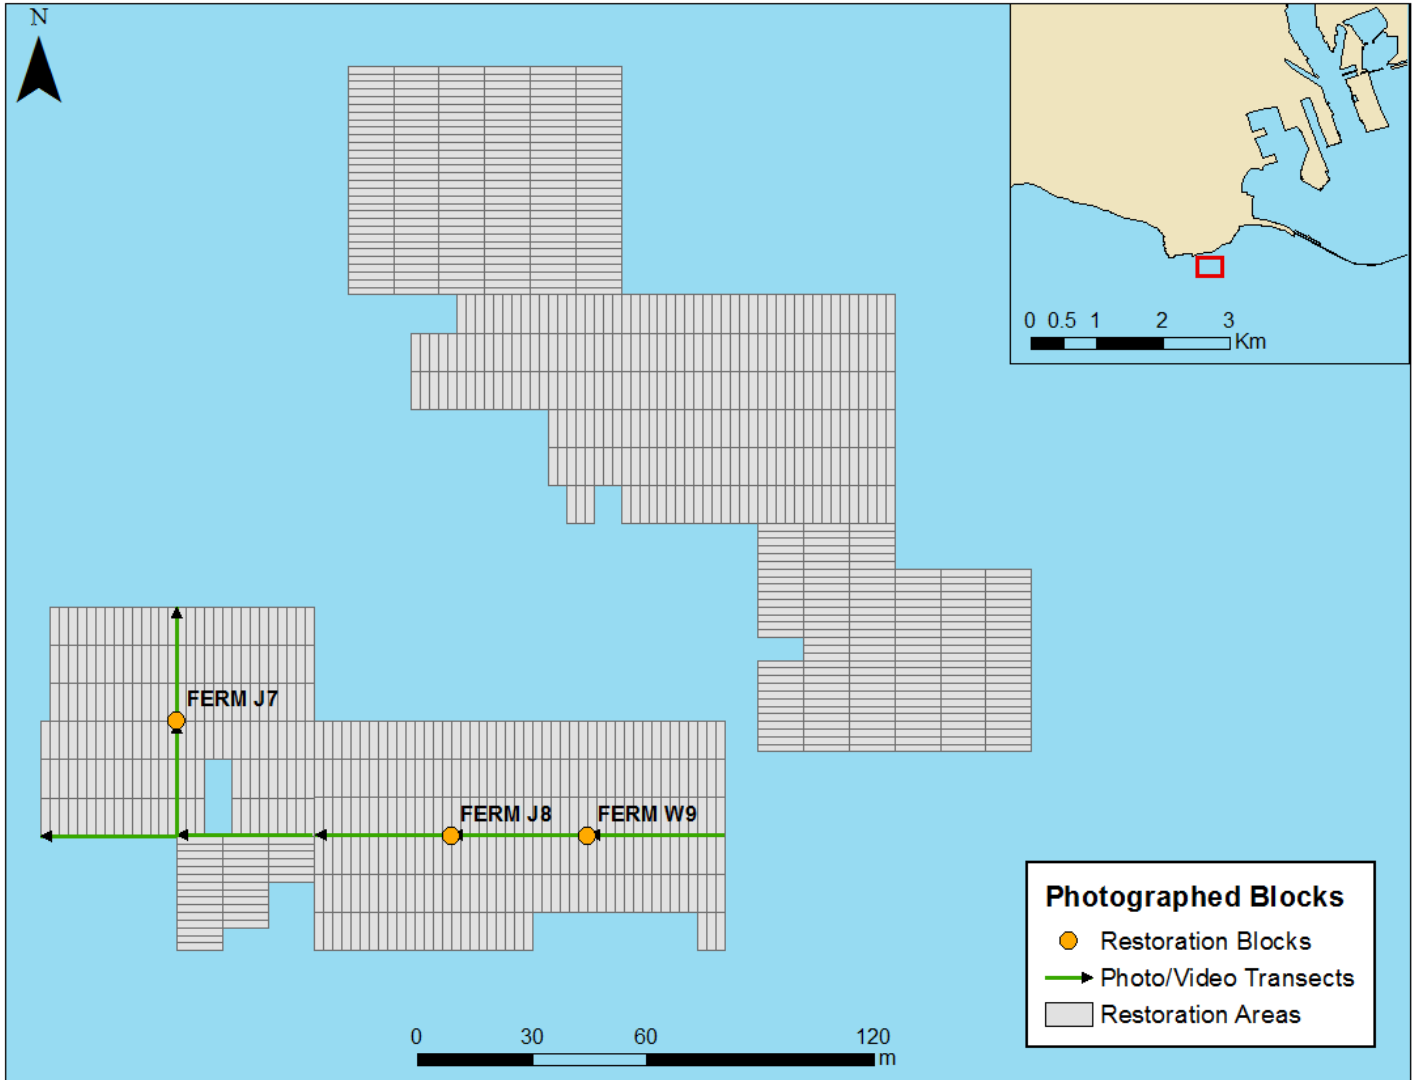 N
0 0.5 1 2 3
Km
FERM J7
FERM J8
FERM W9
Photographed Blocks
Restoration Blocks
Photo/Video Transects
Restoration Areas
0 30 60 120
m